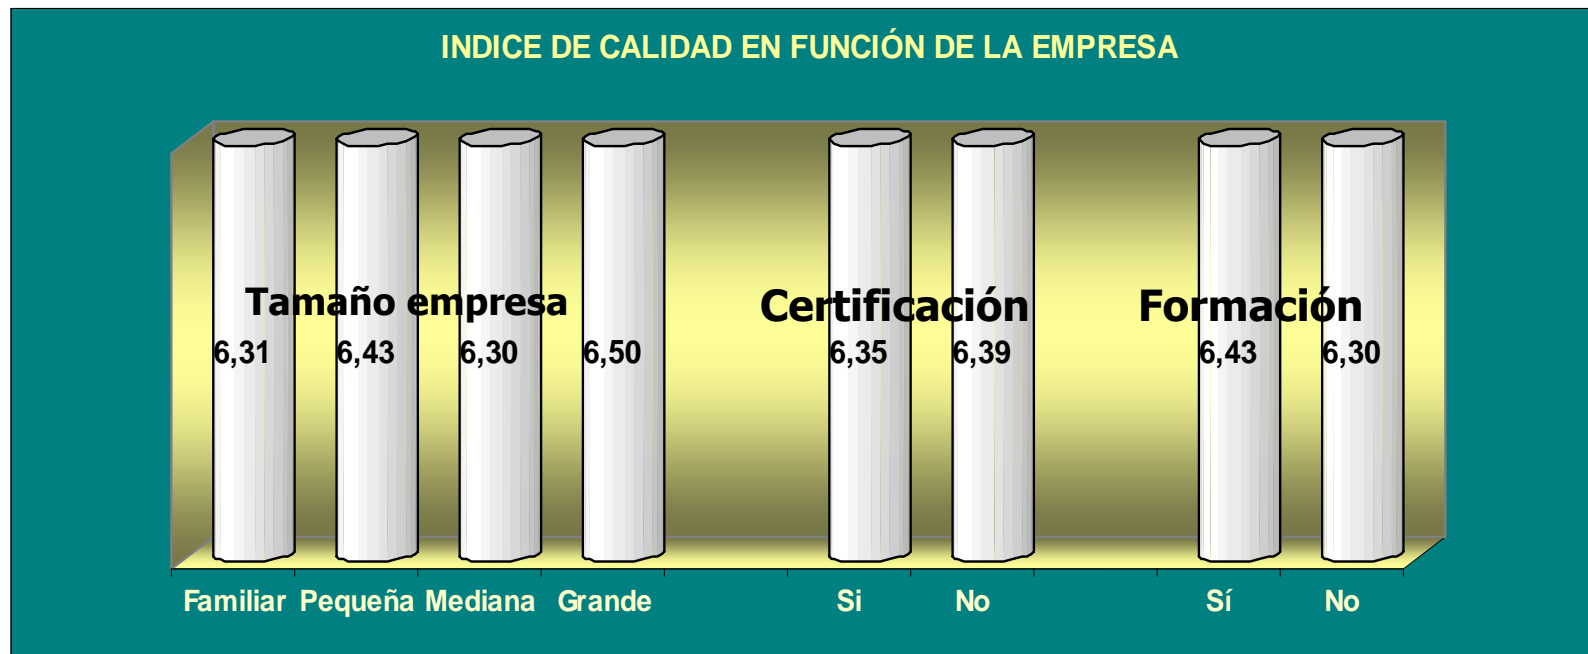 INDICE DE CALIDAD EN FUNCIÓN DE LA EMPRESA
Tamaño empresa
Certificación
Formación
6,31 6,43 6,30 6,50 6,35 6,39 6,43 6,30
Familiar Pequeña Mediana Grande Si No Sí No